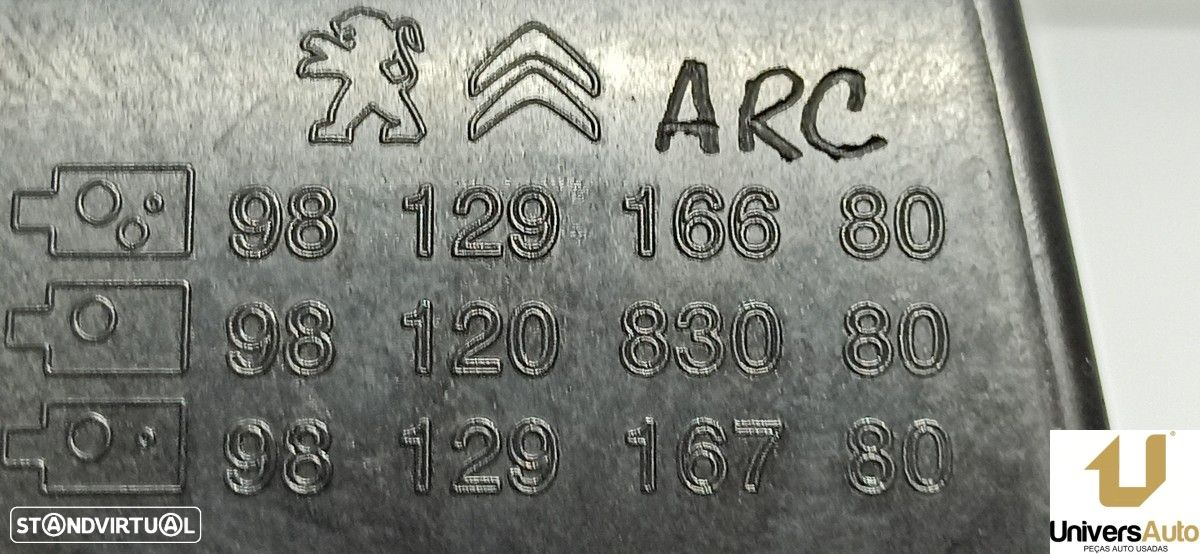 ARC
98 129 166 80
98 120 830 80
98 129 167 80
STANDVIRTUAL
UniversAuto
PEÇAS AUTO USADAS